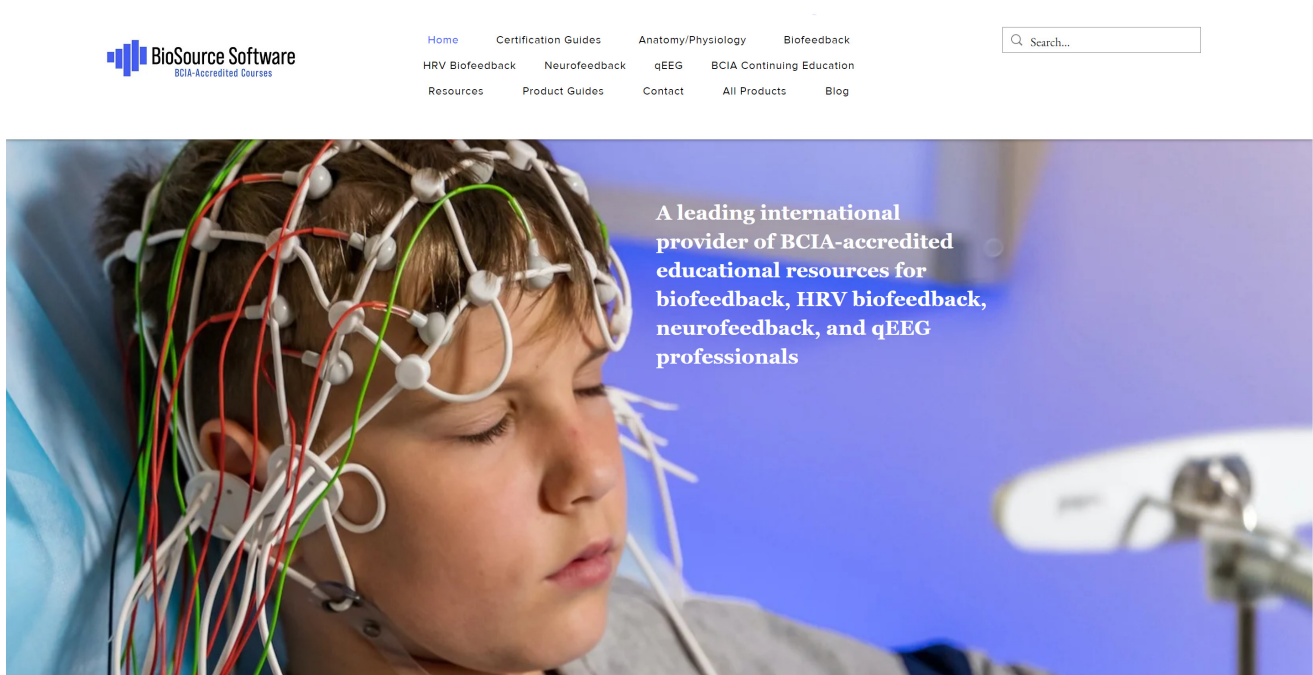 BioSource Software
BCIA-Accredited Courses
Home Certification Guides Anatomy/Physiology Biofeedback
HRV Biofeedback Neurofeedback qEEG BCIA Continuing Education
Resources Product Guides Contact All Products Blog
Search...
A leading international
provider of BCIA-accredited
educational resources for
biofeedback, HRV biofeedback,
neurofeedback, and qEEG
professionals